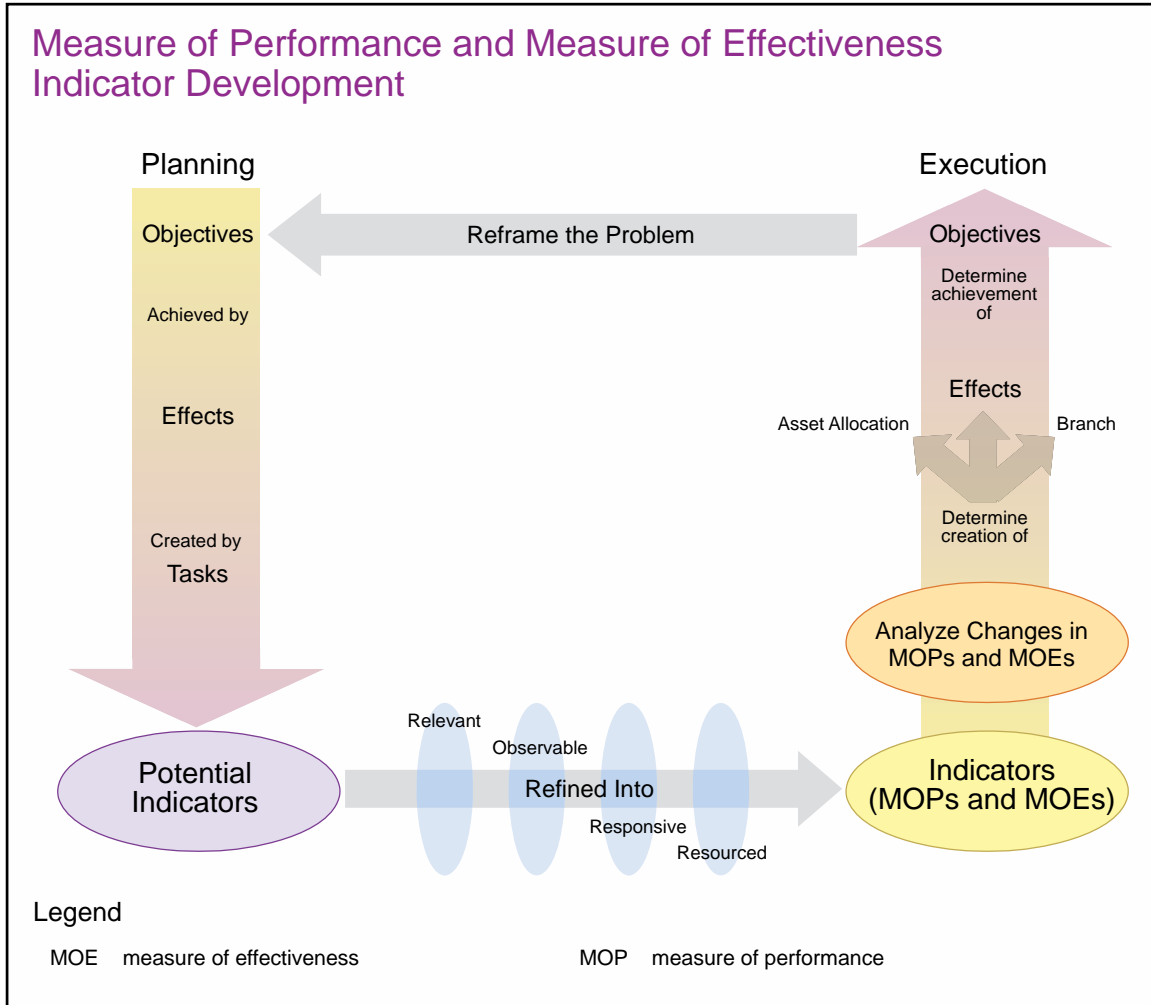 Measure of Performance and Measure of Effectiveness
Indicator Development
Planning
Objectives
Achieved by
Effects
Created by
Tasks
Potential
Indicators
Reframe the Problem
Relevant
Observable
Refined Into
Responsive
Resourced
Execution
Objectives
Determine
achievement
of
Effects
Asset Allocation
Branch
Determine
creation of
Analyze Changes in
MOPs and MOEs
Indicators
(MOPs and MOEs)
Legend
MOE measure of effectiveness
MOP measure of performance